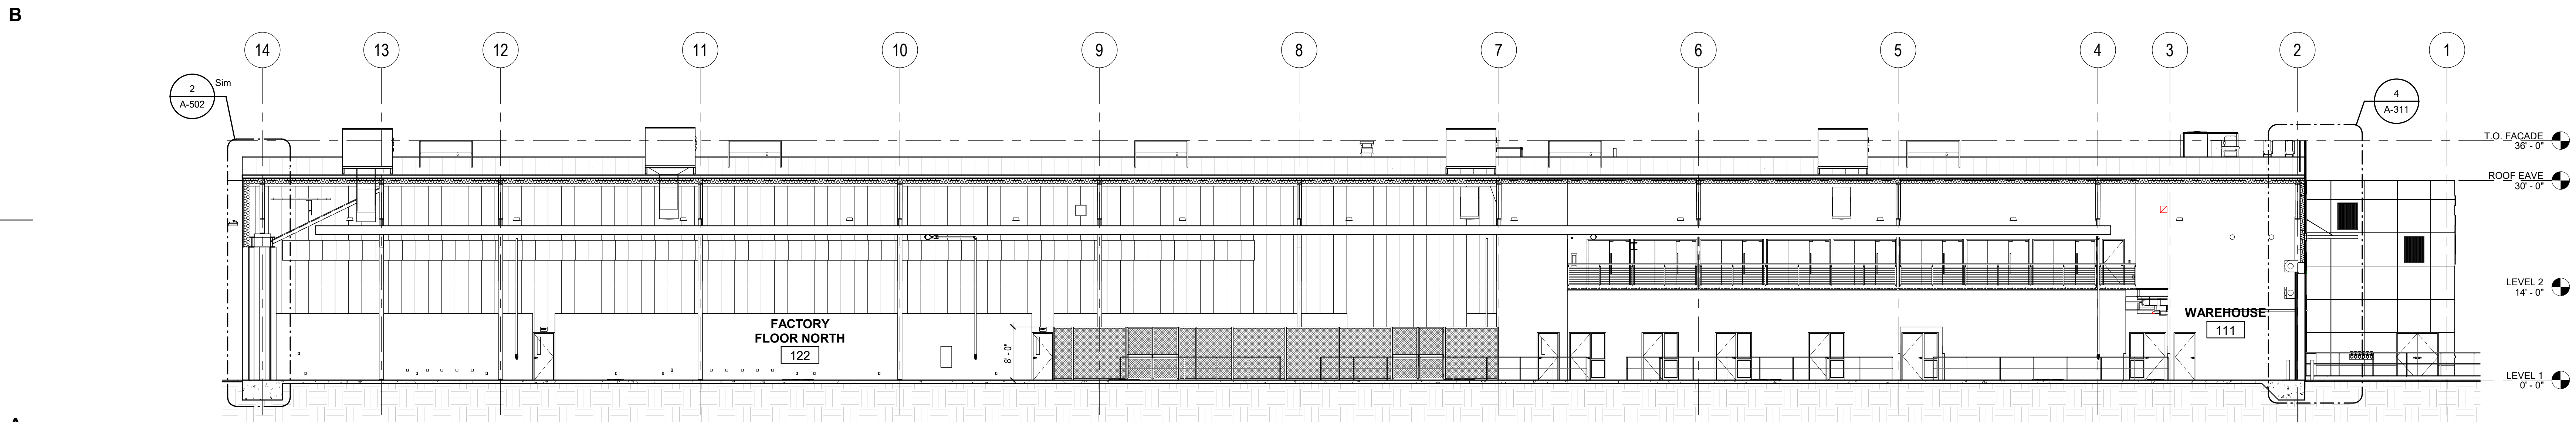 B
14
13
12
11
10
9
8
7
6
5
4
3
2
1
2
Sim
A-502
4
A-311
T.O. FACADE
36' - 0"
ROOF EAVE
30' - 0"
LEVEL 2
14' - 0"
WAREHOUSE
111
FACTORY
FLOOR NORTH
122
8' - 0"
LEVEL 1
0' - 0"
A